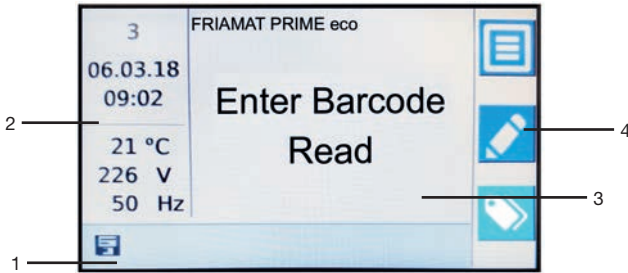 3
FRIAMAT PRIME eco
06.03.18
09:02
Enter Barcode
Read
21 °C
226 V
50 Hz
1
2
3
4